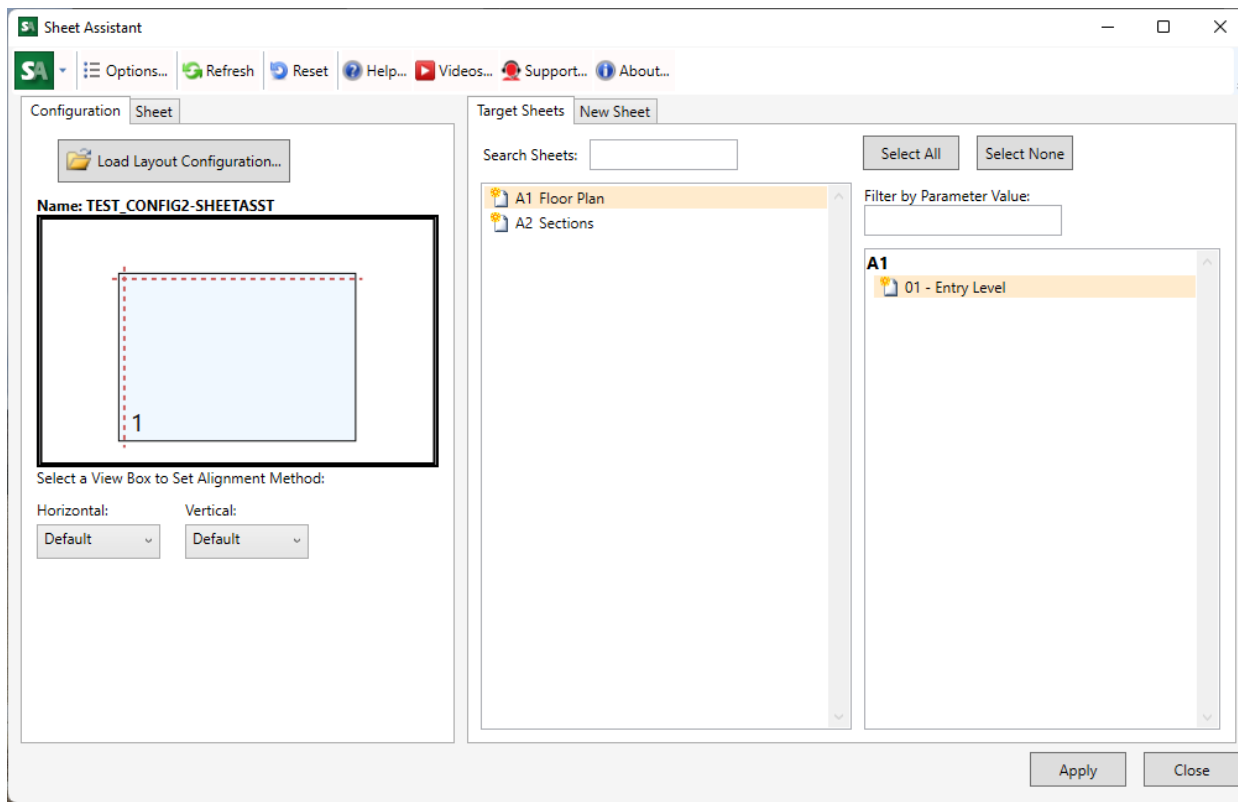 SA Sheet Assistant
SA Options... Refresh Reset Help... Videos... Support... About...
Configuration Sheet
Load Layout Configuration...
Name: TEST_CONFIG2-SHEETASST
1
Select a View Box to Set Alignment Method:
Horizontal: Vertical:
Default Default
Target Sheets New Sheet
Search Sheets:
Select All Select None
A1 Floor Plan
A2 Sections
Filter by Parameter Value:
A1
01 - Entry Level
Apply Close